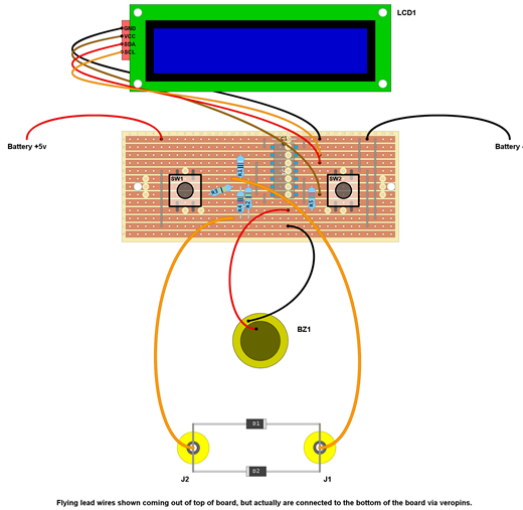 LCD1
GND
VCC
SDA
SCL
Battery +5v
Battery -
SW1
SW2
BZ1
D1
D2
J2
J1
Flying lead wires shown coming out of top of board, but actually are connected to the bottom of the board via veropins.